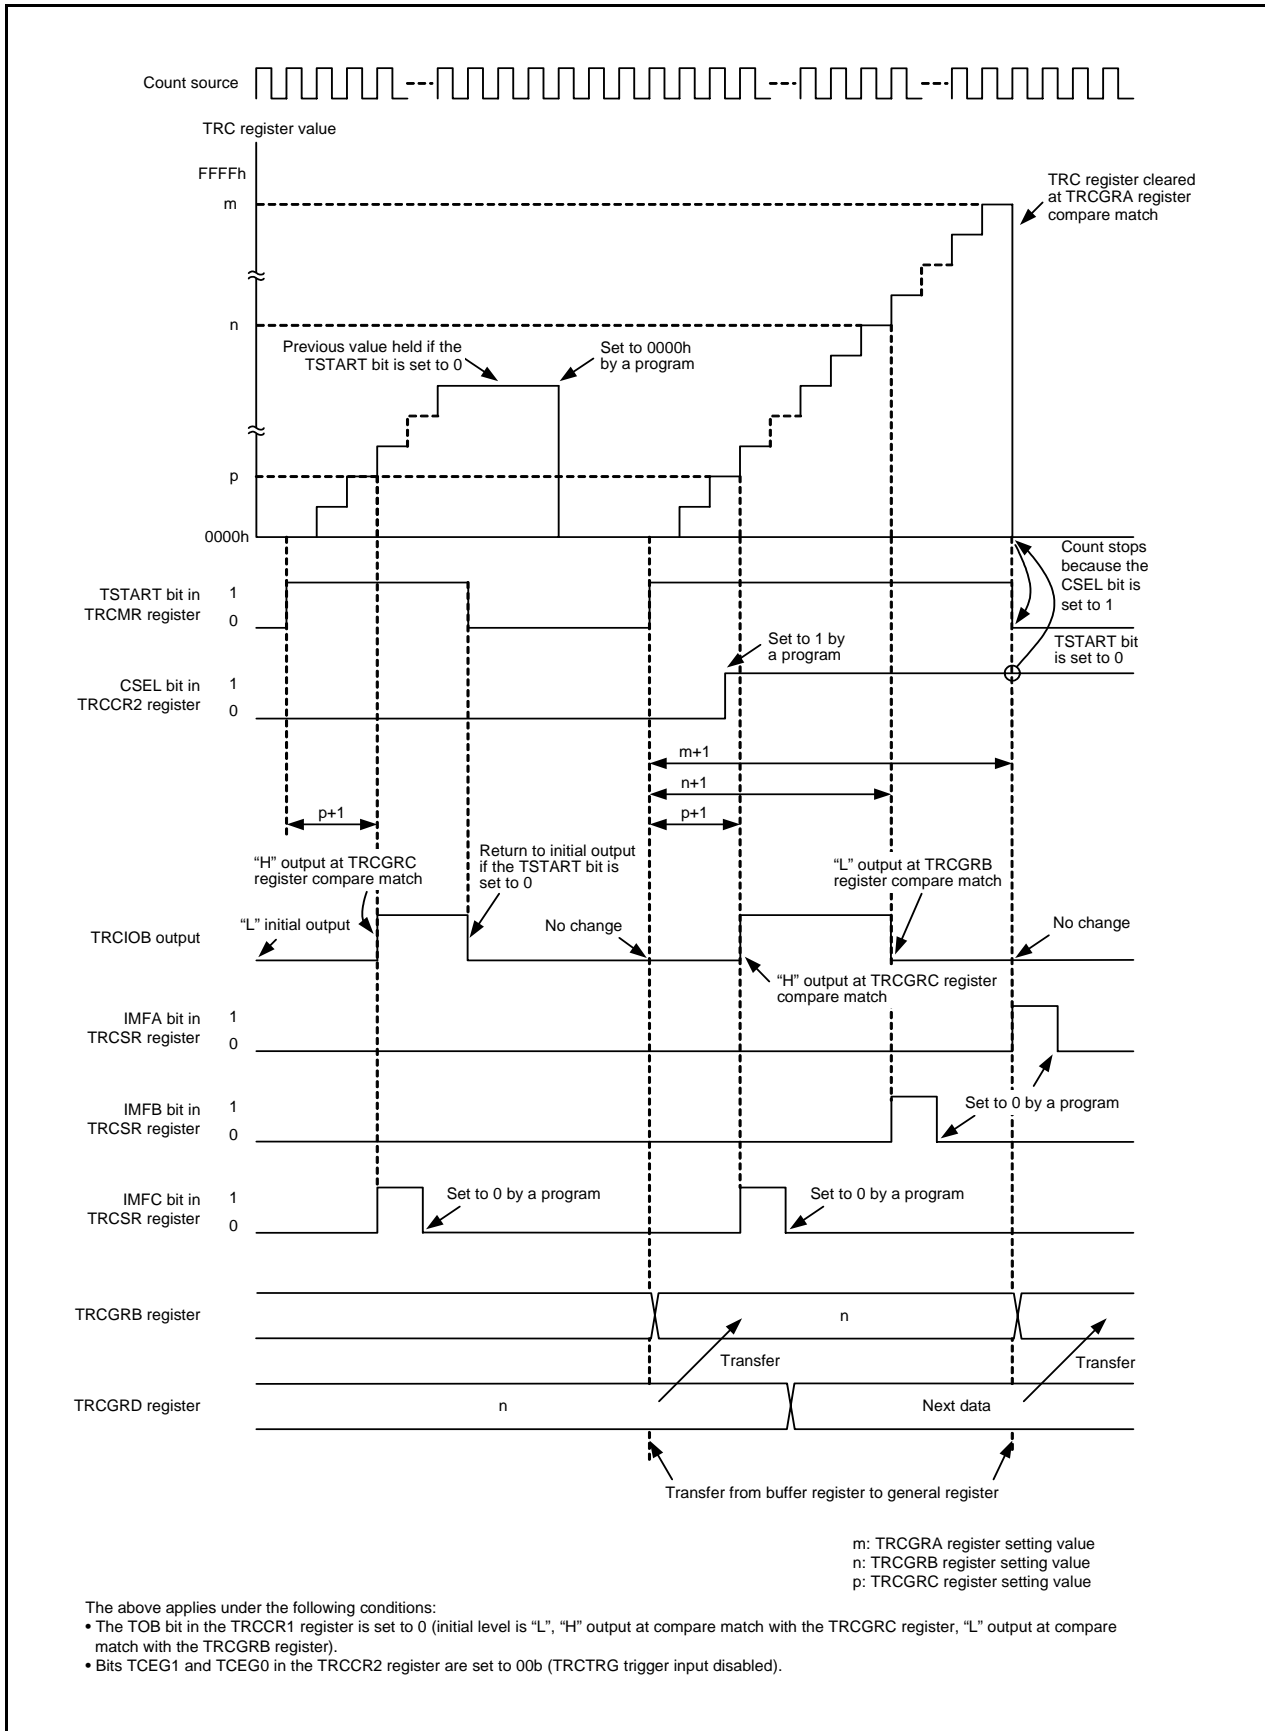 Count source
TRC register value
FFFFh
m
TRC register cleared
at TRCGRA register
compare match
n
Previous value held if the
TSTART bit is set to 0
Set to 0000h
by a program
p
0000h
Count stops
because the
CSEL bit is
set to 1
TSTART bit in
TRCMR register
1
0
TSTART bit
is set to 0
Set to 1 by
a program
CSEL bit in
TRCCR2 register
1
0
m+1
n+1
p+1
p+1
“H” output at TRCGRC
register compare match
Return to initial output
if the TSTART bit is
set to 0
“L” output at TRCGRB
register compare match
“L” initial output
No change
No change
TRCIOB output
“H” output at TRCGRC register
compare match
IMFA bit in
TRCSR register
1
0
IMFB bit in
TRCSR register
1
0
Set to 0 by a program
IMFC bit in
TRCSR register
1
0
Set to 0 by a program
Set to 0 by a program
TRCGRB register
n
Transfer
Transfer
TRCGRD register
n
Next data
Transfer from buffer register to general register
m: TRCGRA register setting value
n: TRCGRB register setting value
p: TRCGRC register setting value
The above applies under the following conditions:
• The TOB bit in the TRCCR1 register is set to 0 (initial level is “L”, “H” output at compare match with the TRCGRC register, “L” output at compare
match with the TRCGRB register).
• Bits TCEG1 and TCEG0 in the TRCCR2 register are set to 00b (TRCTRG trigger input disabled).